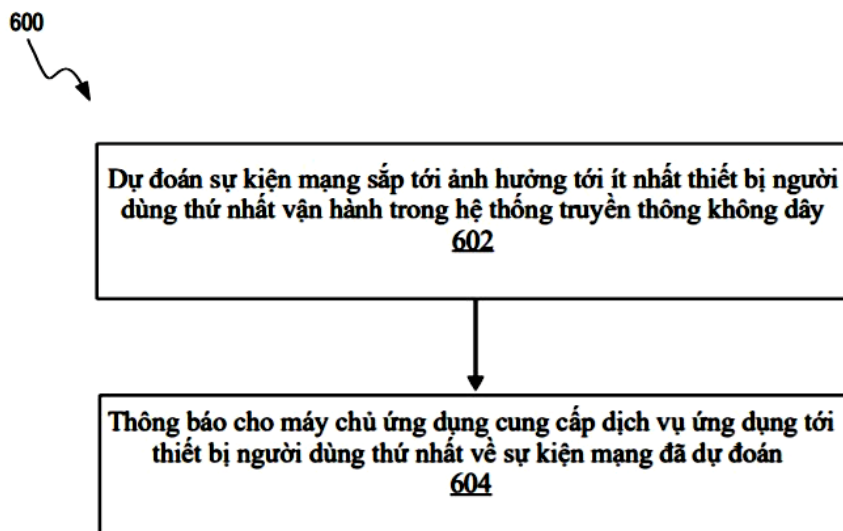 600
Dự đoán sự kiện mạng sắp tới ảnh hưởng tới ít nhất thiết bị người
dùng thứ nhất vận hành trong hệ thống truyền thông không dây
602
Thông báo cho máy chủ ứng dụng cung cấp dịch vụ ứng dụng tới
thiết bị người dùng thứ nhất về sự kiện mạng đã dự đoán
604